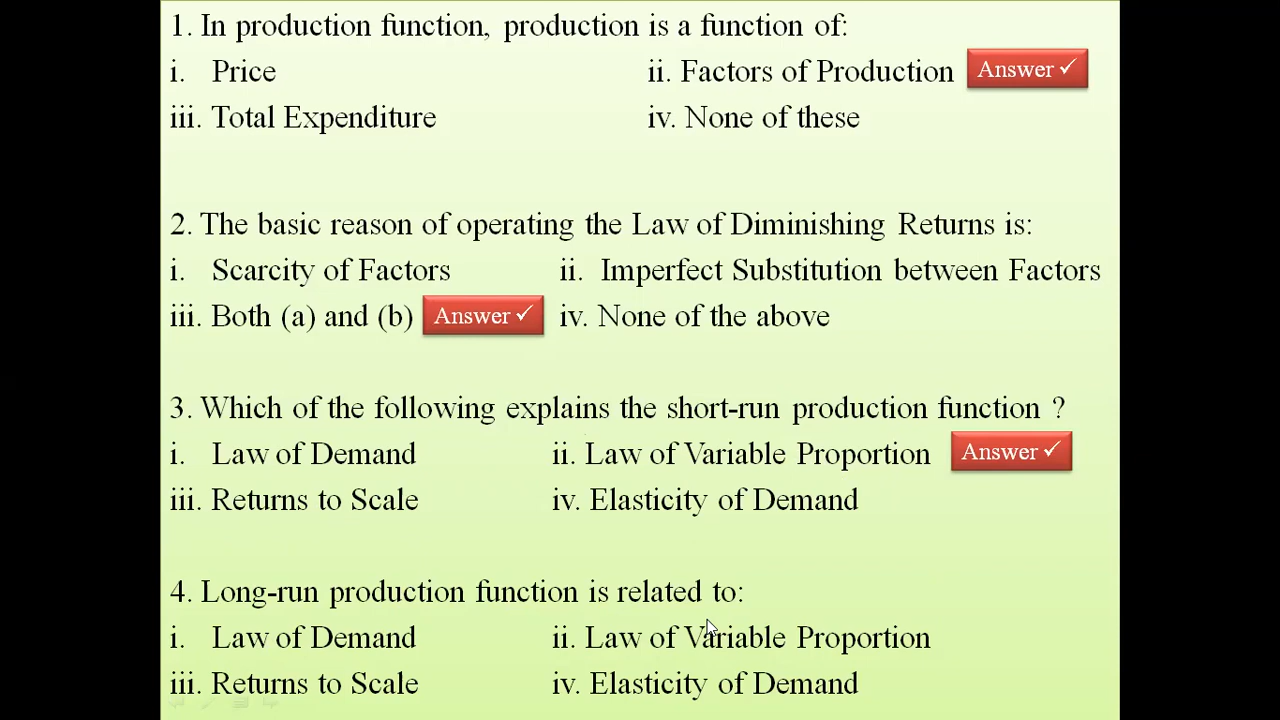 1. In production function, production is a function of:
i. Price ii. Factors of Production Answer ✓
iii. Total Expenditure iv. None of these
2. The basic reason of operating the Law of Diminishing Returns is:
i. Scarcity of Factors ii. Imperfect Substitution between Factors
iii. Both (a) and (b) Answer ✓ iv. None of the above
3. Which of the following explains the short-run production function ?
i. Law of Demand ii. Law of Variable Proportion Answer ✓
iii. Returns to Scale iv. Elasticity of Demand
4. Long-run production function is related to:
i. Law of Demand ii. Law of Variable Proportion
iii. Returns to Scale iv. Elasticity of Demand